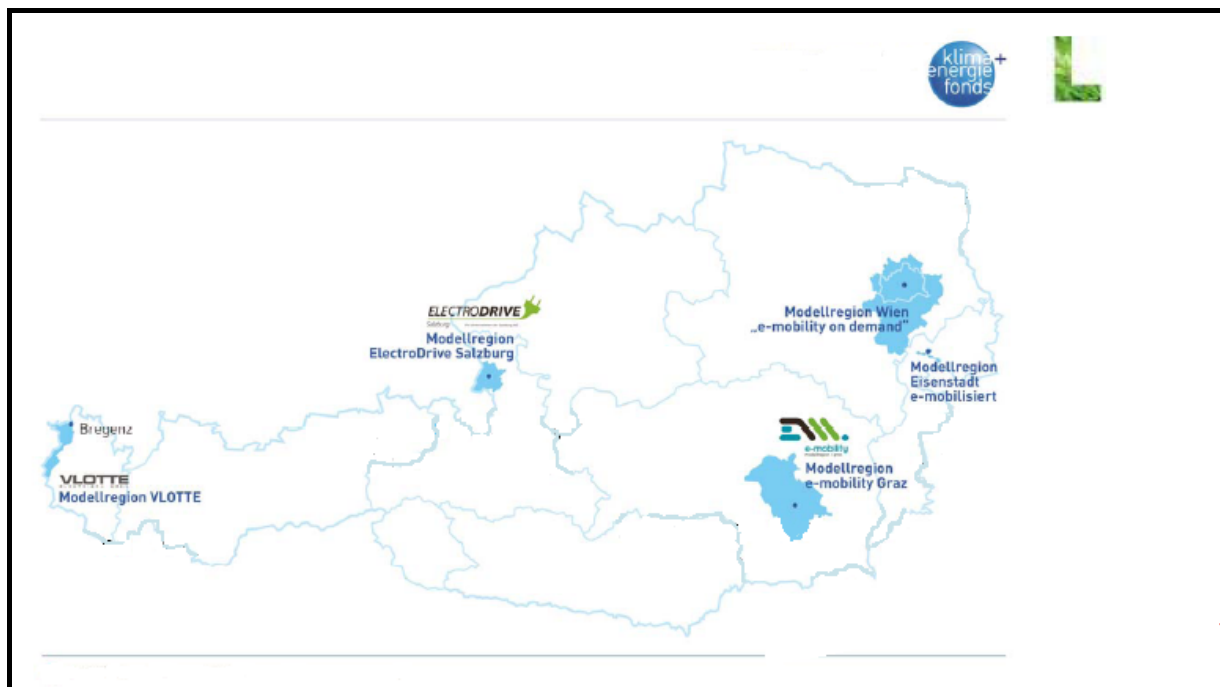 klima+
energie
fonds
L
ELECTRODRIVE
Salzburg
Modellregion
ElectroDrive Salzburg
Modellregion Wien
„e-mobility on demand“
Modellregion
Eisenstadt
e-mobilisiert
Bregenz
VLOTTE
Modellregion VLOTTE
e-mobility
Modellregion
e-mobility Graz